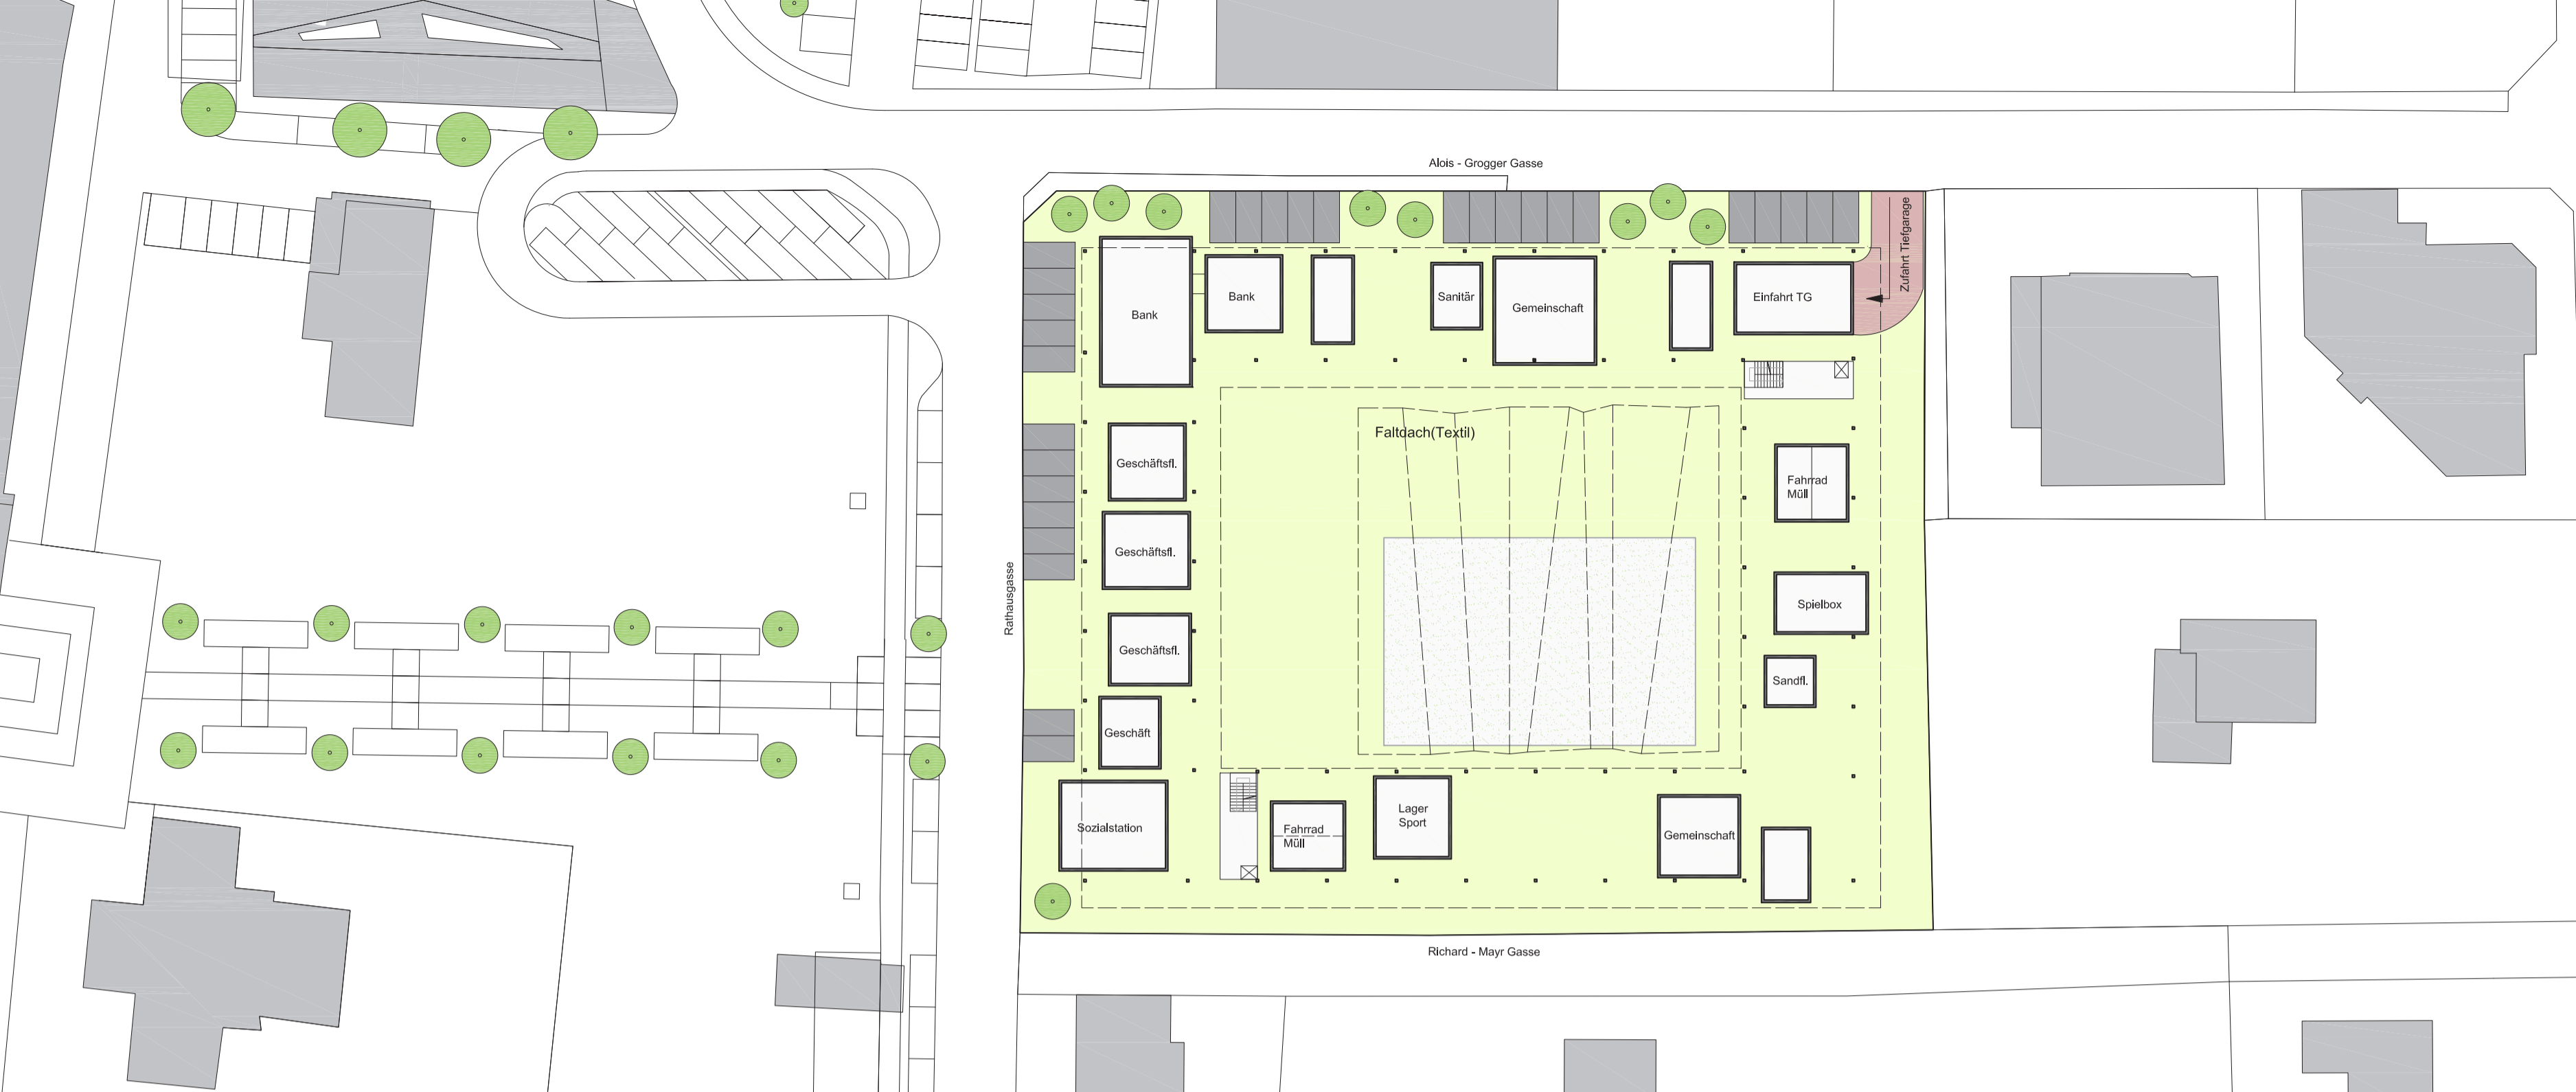 Alois - Grogger Gasse
Zufahrt Tiefgarage
Bank
Bank
Sanitär
Gemeinschaft
Einfahrt TG
Faltdach(Textil)
Geschäftsfl.
Fahrrad
Müll
Geschäftsfl.
Rathausgasse
Spielbox
Geschäftsfl.
Sandfl.
Geschäft
Sozialstation
Fahrrad
Müll
Lager
Sport
Gemeinschaft
Richard - Mayr Gasse